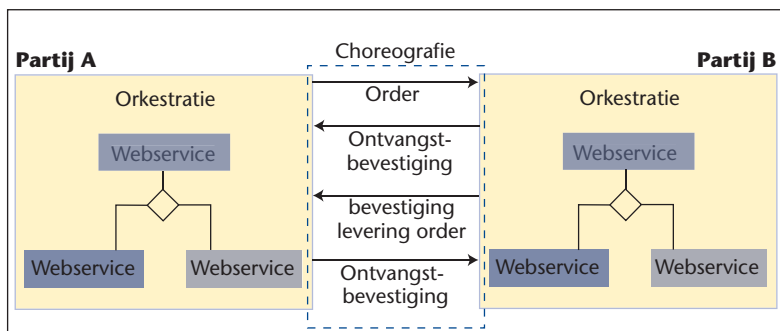 Choreografie
Partij A
Partij B
Orkestratie
Webservice
Webservice
Webservice
Order
Ontvangst-
bevestiging
bevestiging
levering order
Ontvangst-
bevestiging
Orkestratie
Webservice
Webservice
Webservice